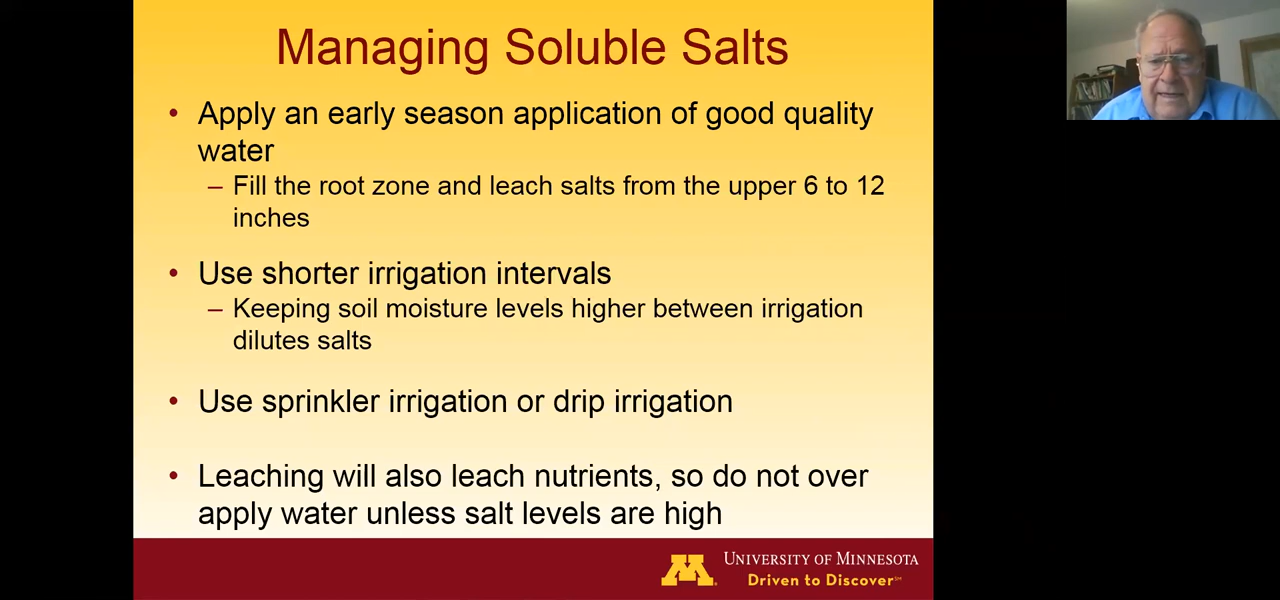 Managing Soluble Salts
• Apply an early season application of good quality
water
– Fill the root zone and leach salts from the upper 6 to 12
inches
• Use shorter irrigation intervals
– Keeping soil moisture levels higher between irrigation
dilutes salts
• Use sprinkler irrigation or drip irrigation
• Leaching will also leach nutrients, so do not over
apply water unless salt levels are high
UNIVERSITY OF MINNESOTA
Driven to Discover℠